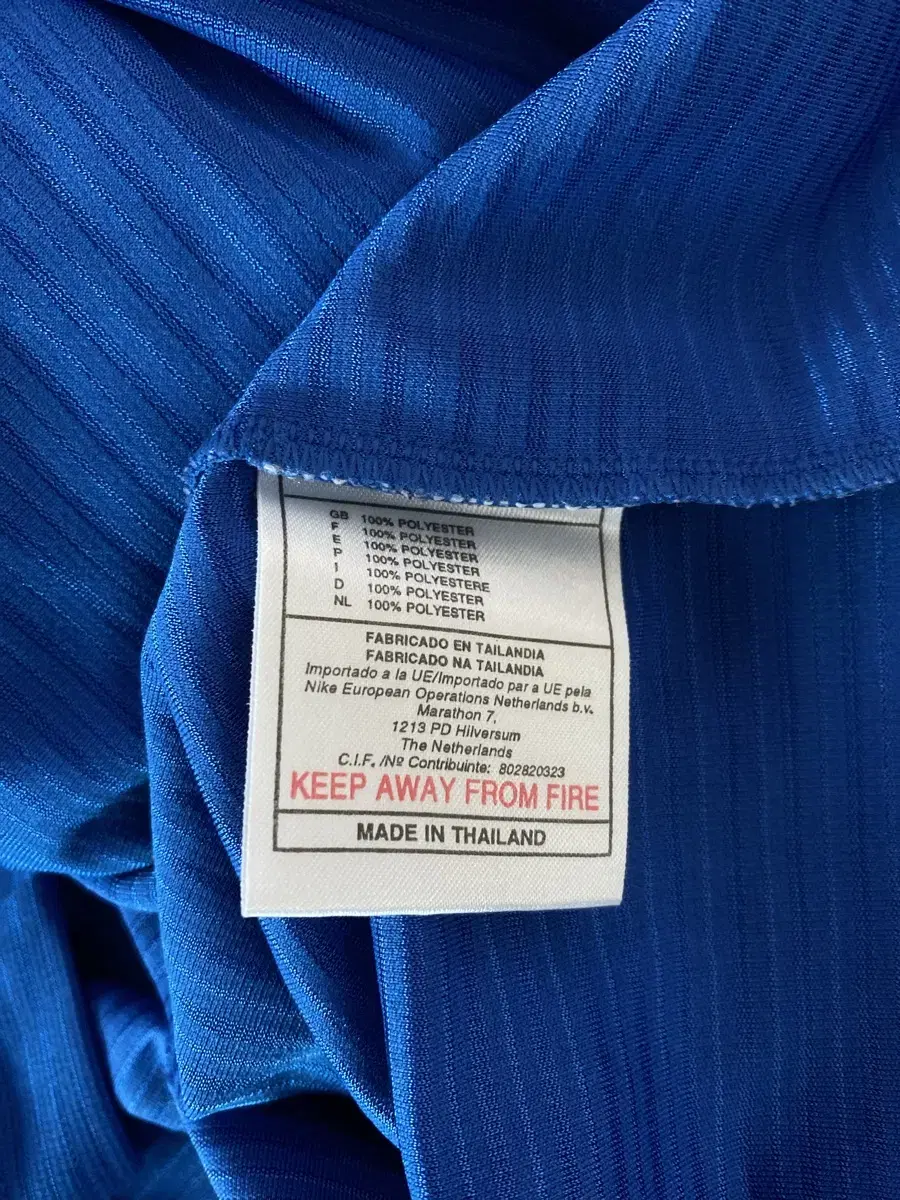 GB 100% POLYESTER
F 100% POLYESTER
E 100% POLYESTER
P 100% POLYESTER
I 100% POLYESTERE
D 100% POLYESTER
NL 100% POLYESTER
FABRICADO EN TAILANDIA
FABRICADO NA TAILANDIA
Importado a la UE/Importado par a UE pela
Nike European Operations Netherlands b.v.
Marathon 7,
1213 PD Hilversum
The Netherlands
C.I.F. /Nº Contribuinte: 802820323
KEEP AWAY FROM FIRE
MADE IN THAILAND